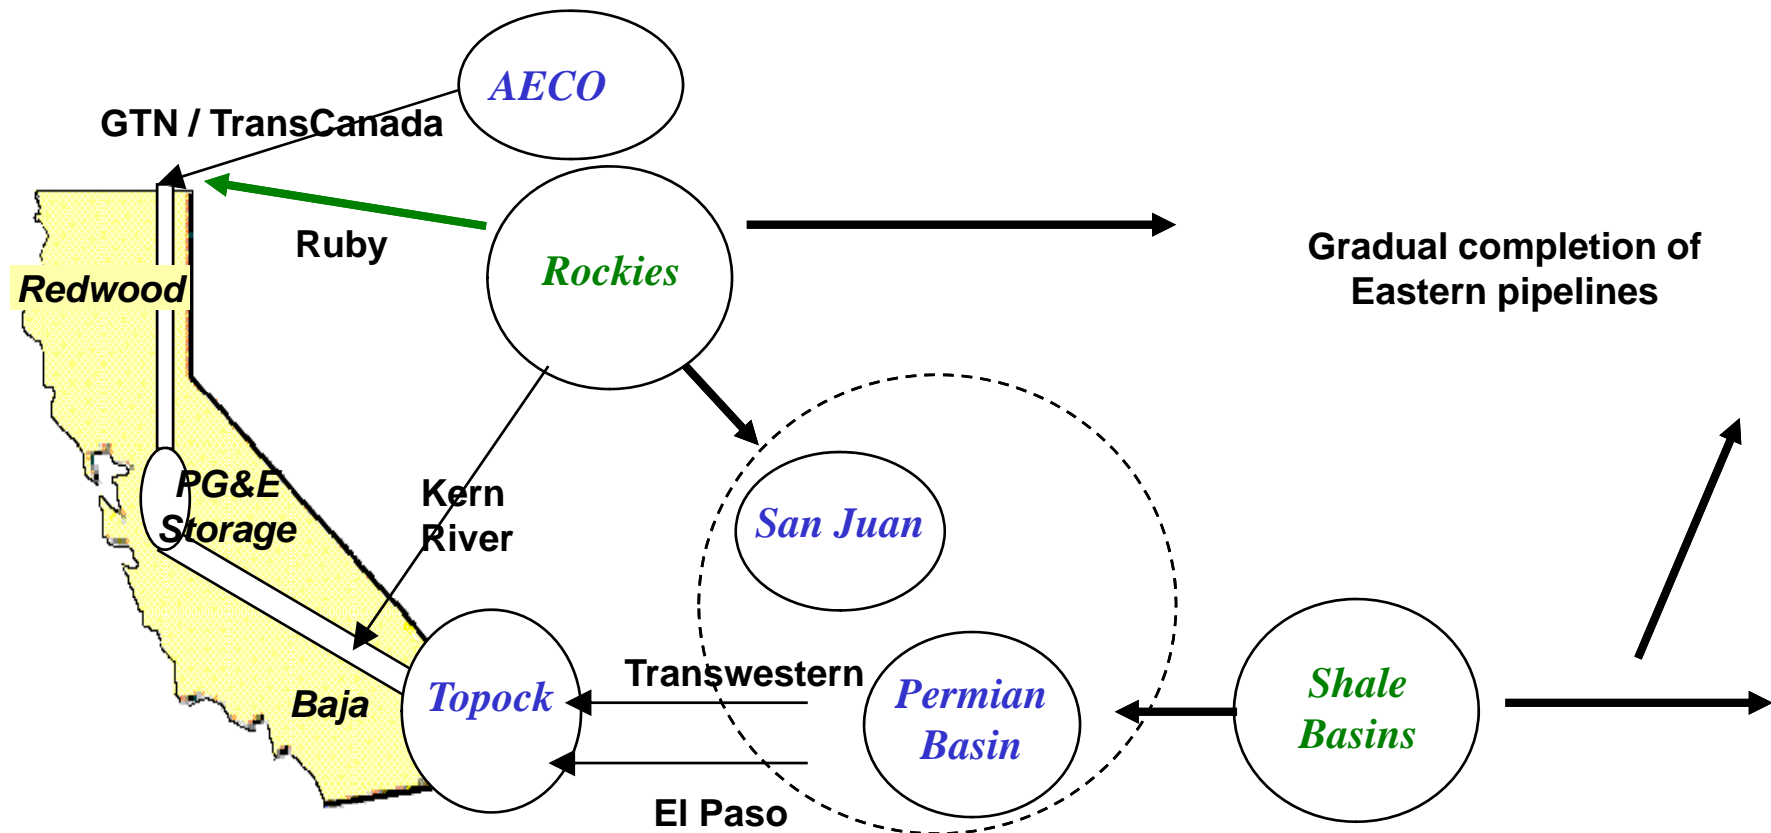 AECO
GTN / TransCanada
Ruby
Rockies
Gradual completion of
Eastern pipelines
Redwood
PG&E
Storage
Kern
River
San Juan
Transwestern
Baja
Topock
Permian
Basin
Shale
Basins
El Paso